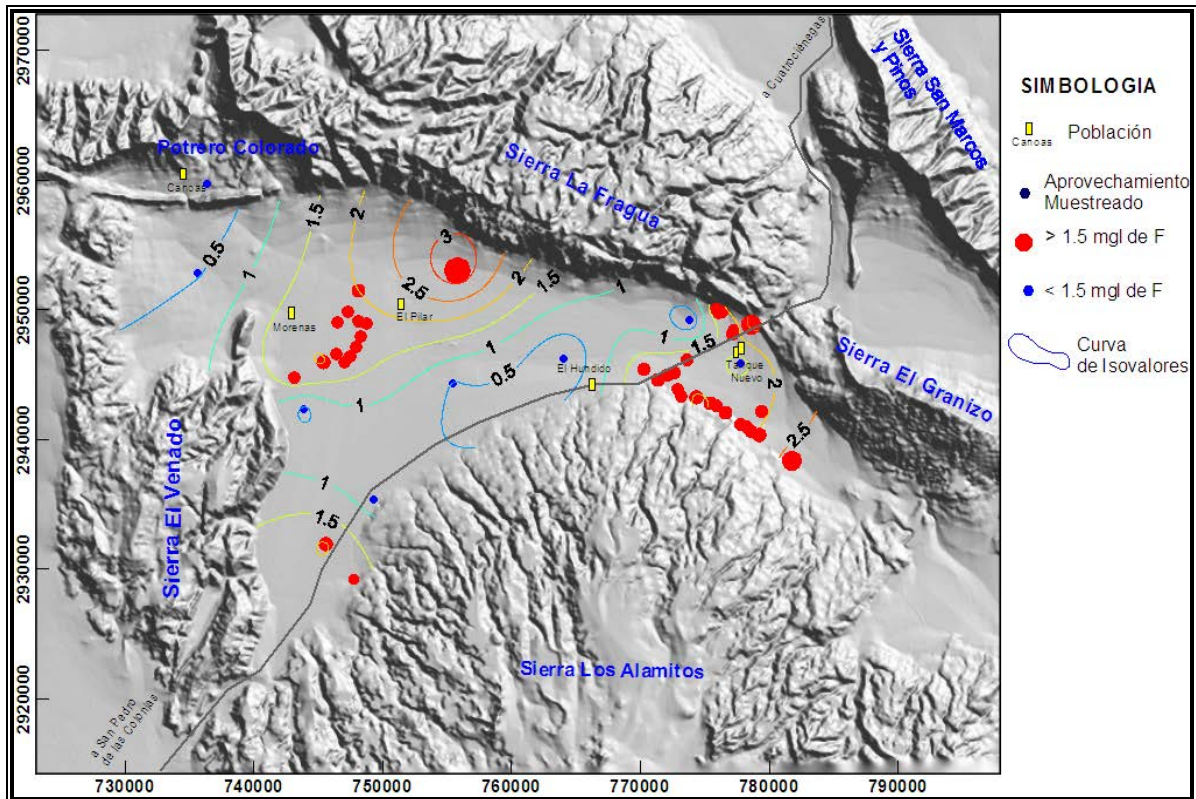 2970000
2960000
2950000
2940000
2930000
2920000
730000
740000
750000
760000
770000
780000
790000
a Cuatrociénegas
Sierra San Marcos
y Pinos
Potrero Colorado
Canoas
Sierra La Fragua
0.5
1
1.5
2
3
2.5
2
1.5
1
Morenas
El Pilar
1
0.5
El Hundido
1
1.5
Tanque
Nuevo
2
2.5
Sierra El Granizo
1
1
1.5
Sierra El Venado
Sierra Los Alamitos
a San Pedro
de las Colonias
SIMBOLOGIA
Canoas
Población
Aprovechamiento
Muestreado
> 1.5 mgl de F
< 1.5 mgl de F
Curva
de Isovalores